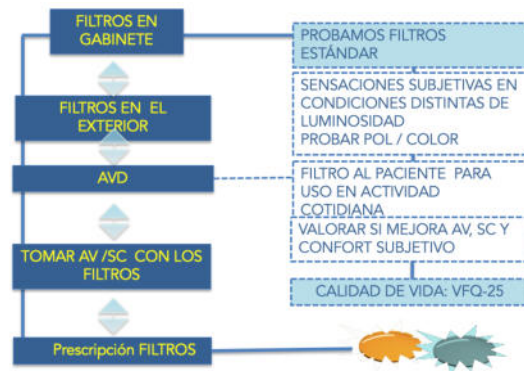 FILTROS EN
GABINETE
FILTROS EN EL
EXTERIOR
AVD
TOMAR AV /SC CON LOS
FILTROS
Prescripción FILTROS
PROBAMOS FILTROS
ESTÁNDAR
SENSACIONES SUBJETIVAS EN
CONDICIONES DISTINTAS DE
LUMINOSIDAD
PROBAR POL / COLOR
FILTRO AL PACIENTE PARA
USO EN ACTIVIDAD
COTIDIANA
VALORAR SI MEJORA AV, SC Y
CONFORT SUBJETIVO
CALIDAD DE VIDA: VFQ-25